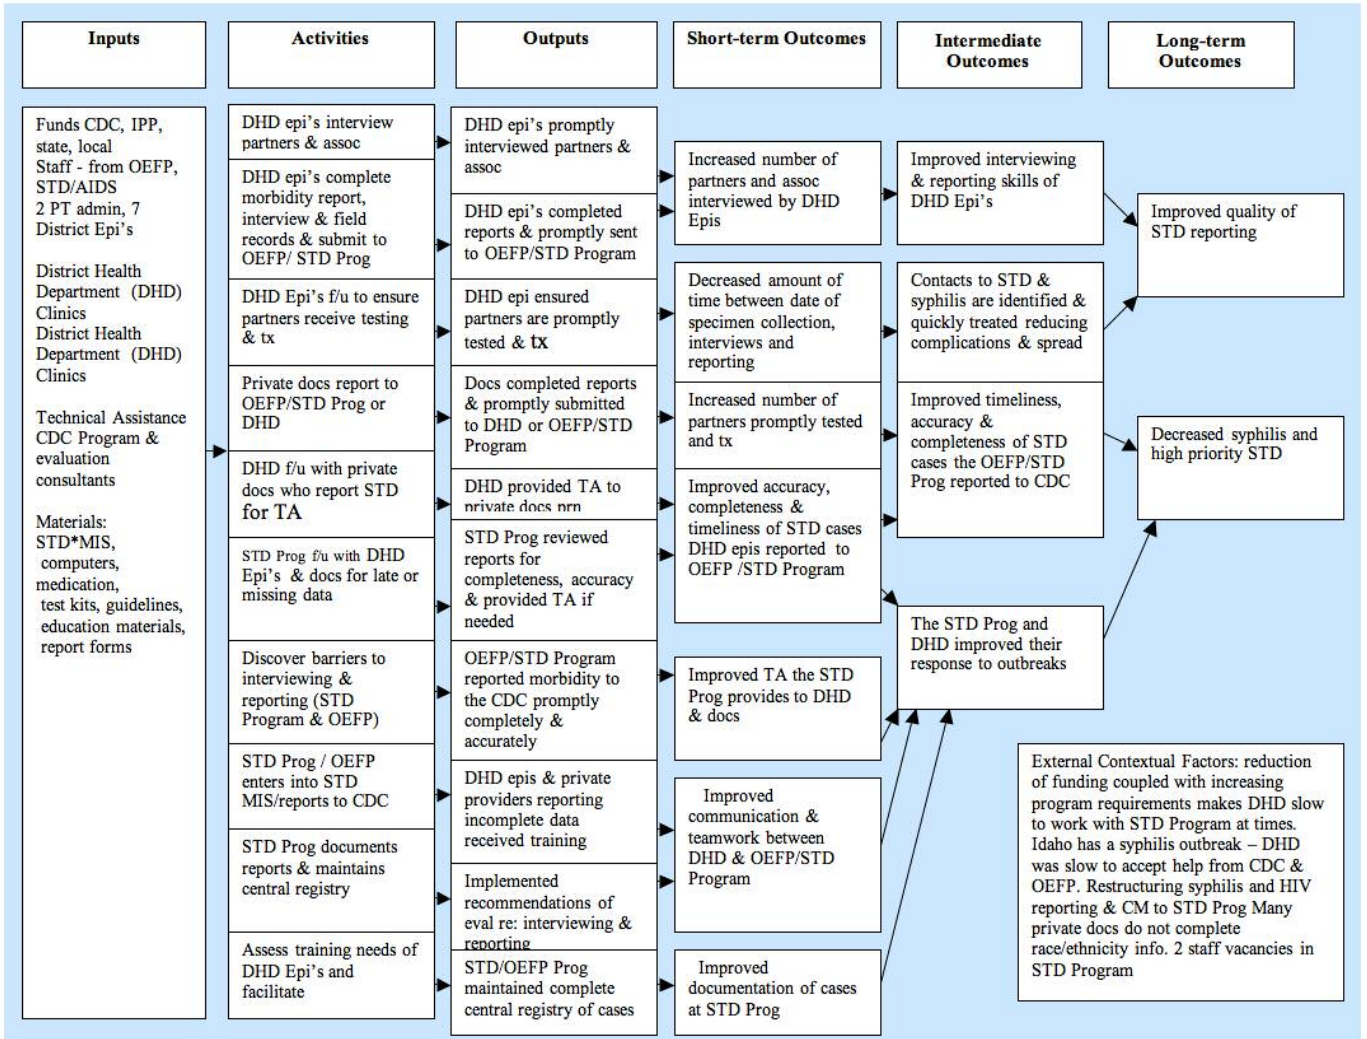 Inputs
Activities
Outputs
Short-term Outcomes
Intermediate
Outcomes
Long-term
Outcomes
Funds CDC, IPP,
state, local
Staff - from OEFP,
STD/AIDS
2 PT admin, 7
District Epi's
District Health
Department (DHD)
Clinics
District Health
Department (DHD)
Clinics
Technical Assistance
CDC Program &
evaluation
consultants
Materials:
STD*MIS,
computers,
medication,
test kits, guidelines,
education materials,
report forms
DHD epi's interview
partners & assoc
DHD epi's complete
morbidity report,
interview & field
records & submit to
OEFP/ STD Prog
DHD Epi's f/u to ensure
partners receive testing
& tx
Private docs report to
OEFP/STD Prog or
DHD
DHD f/u with private
docs who report STD
for TA
STD Prog f/u with DHD
Epi's & docs for late or
missing data
Discover barriers to
interviewing &
reporting (STD
Program & OEFP)
STD Prog / OEFP
enters into STD
MIS/reports to CDC
STD Prog documents
reports & maintains
central registry
Assess training needs of
DHD Epi's and
facilitate
DHD epi's promptly
interviewed partners &
assoc
DHD epi's completed
reports & promptly sent
to OEFP/STD Program
DHD epi ensured
partners are promptly
tested & tx
Docs completed reports
& promptly submitted
to DHD or OEFP/STD
Program
DHD provided TA to
private docs prn
STD Prog reviewed
reports for
completeness, accuracy
& provided TA if
needed
OEFP/STD Program
reported morbidity to
the CDC promptly
completely &
accurately
DHD epis & private
providers reporting
incomplete data
received training
Implemented
recommendations of
eval re: interviewing &
reporting
STD/OEFP Prog
maintained complete
central registry of cases
Increased number of
partners and assoc
interviewed by DHD
Epis
Decreased amount of
time between date of
specimen collection,
interviews and
reporting
Increased number of
partners promptly tested
and tx
Improved accuracy,
completeness &
timeliness of STD cases
DHD epis reported to
OEFP /STD Program
Improved TA the STD
Prog provides to DHD
& docs
Improved
communication &
teamwork between
DHD & OEFP/STD
Program
Improved
documentation of cases
at STD Prog
Improved interviewing
& reporting skills of
DHD Epi's
Contacts to STD &
syphilis are identified &
quickly treated reducing
complications & spread
Improved timeliness,
accuracy &
completeness of STD
cases the OEFP/STD
Prog reported to CDC
The STD Prog and
DHD improved their
response to outbreaks
Improved quality of
STD reporting
Decreased syphilis and
high priority STD
External Contextual Factors: reduction
of funding coupled with increasing
program requirements makes DHD slow
to work with STD Program at times.
Idaho has a syphilis outbreak – DHD
was slow to accept help from CDC &
OEFP. Restructuring syphilis and HIV
reporting & CM to STD Prog Many
private docs do not complete
race/ethnicity info. 2 staff vacancies in
STD Program